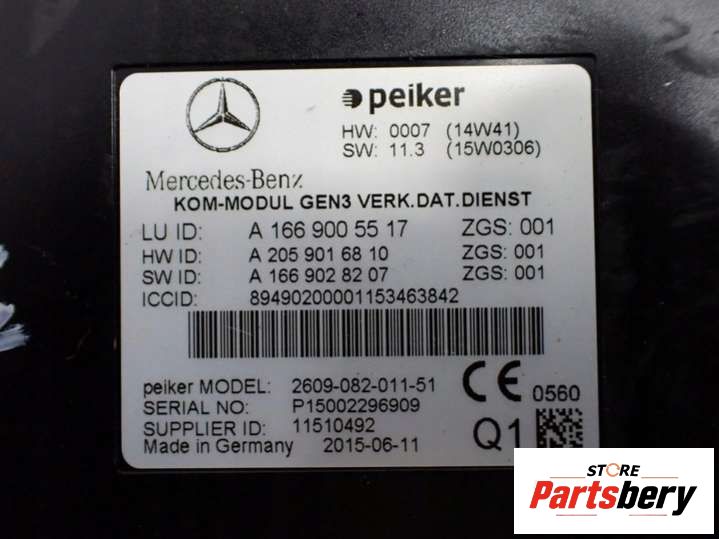 peiker
HW: 0007 (14W41)
SW: 11.3 (15W0306)
Mercedes-Benz
KOM-MODUL GEN3 VERK.DAT.DIENST
LU ID: A 166 900 55 17 ZGS: 001
HW ID: A 205 901 68 10 ZGS: 001
SW ID: A 166 902 82 07 ZGS: 001
ICCID: 89490200001153463842
peiker MODEL: 2609-082-011-51
SERIAL NO: P15002296909
SUPPLIER ID: 11510492
Made in Germany 2015-06-11
CE 0560
Q1
STORE
Partsbery